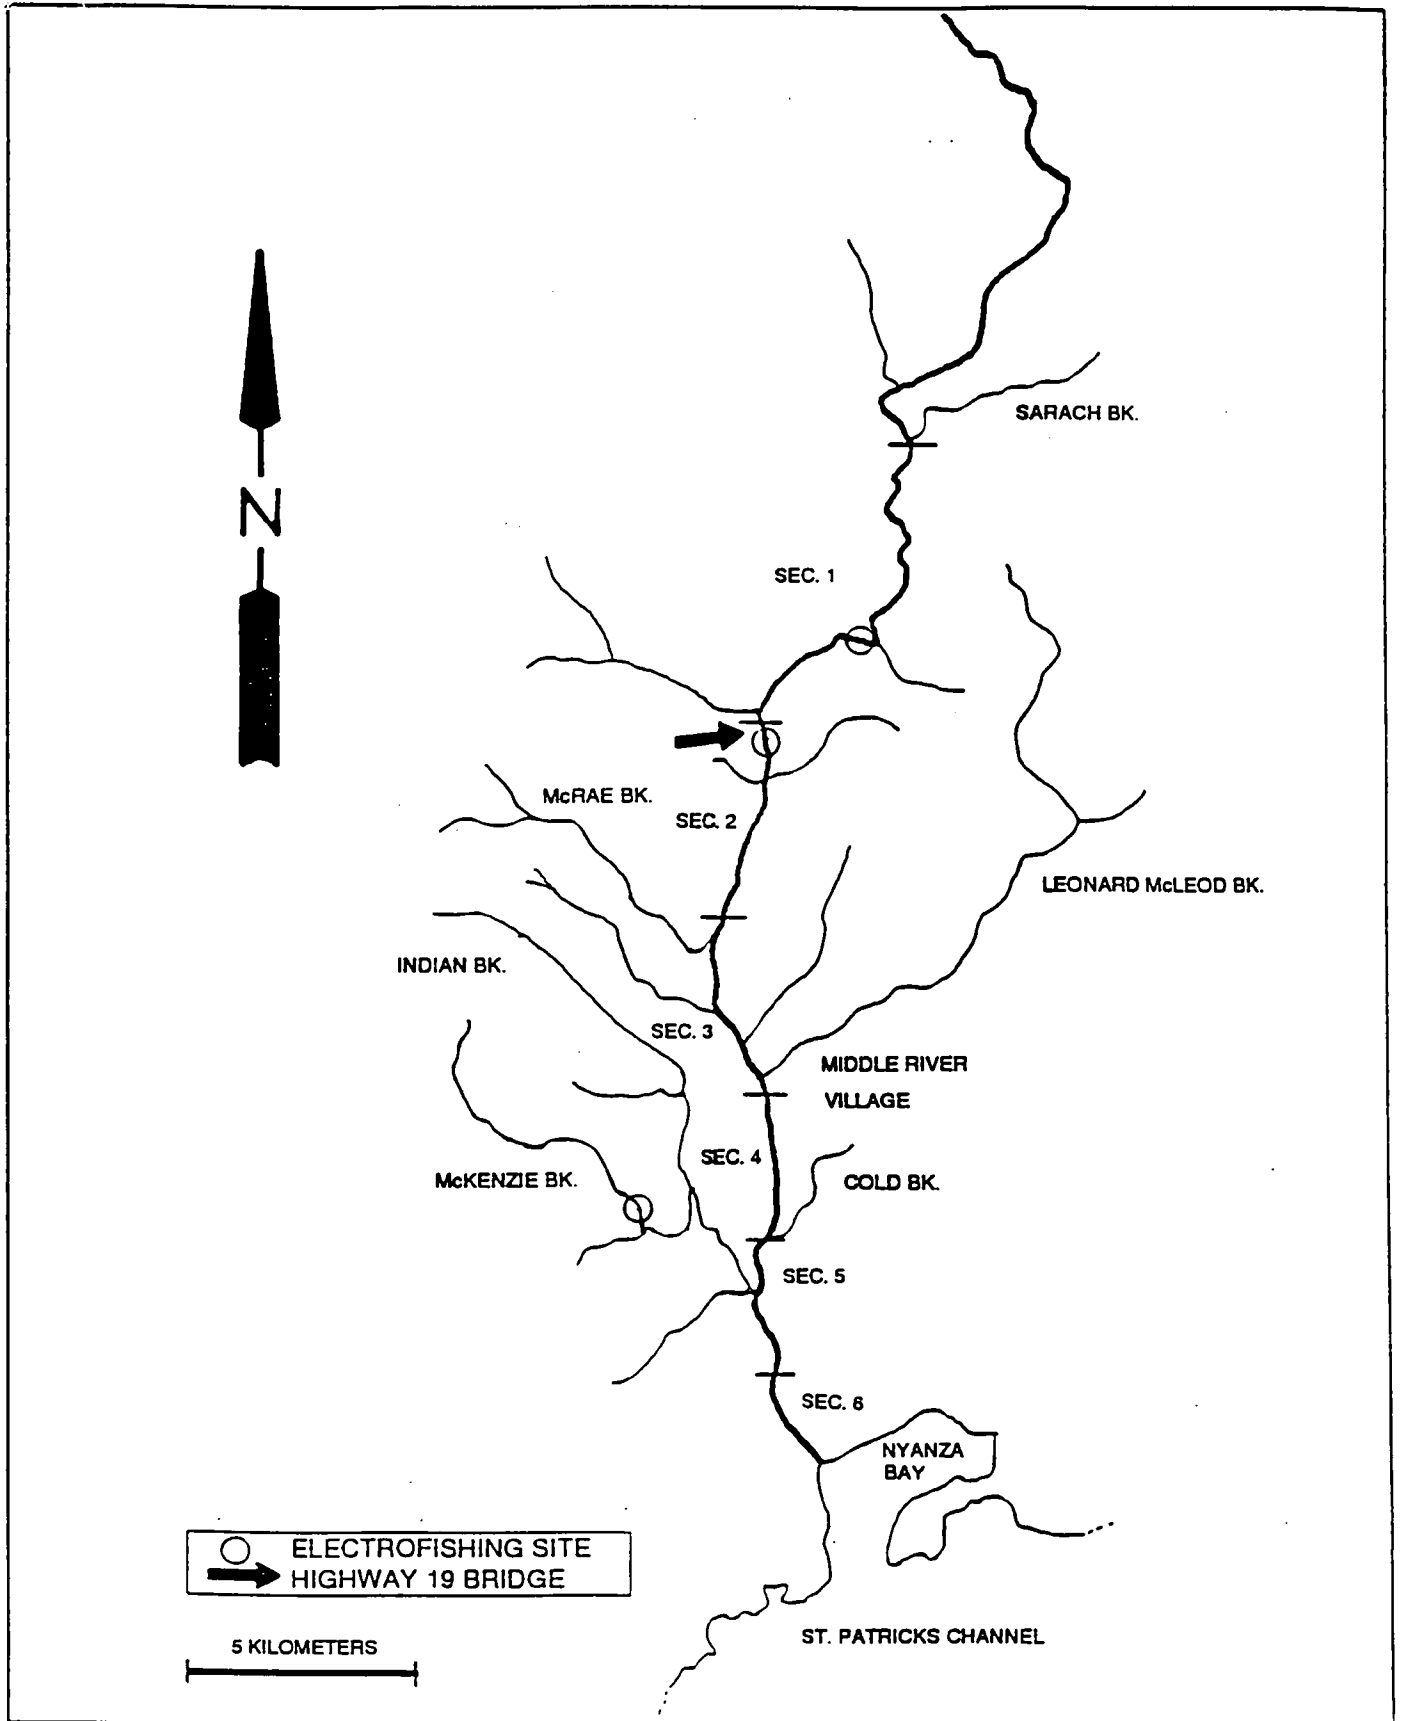 SARACH BK.
N
SEC. 1
McRAE BK.
SEC. 2
LEONARD McLEOD BK.
INDIAN BK.
SEC. 3
MIDDLE RIVER
VILLAGE
SEC. 4
McKENZIE BK.
COLD BK.
SEC. 5
SEC. 6
NYANZA
BAY
ELECTROFISHING SITE
HIGHWAY 19 BRIDGE
5 KILOMETERS
ST. PATRICKS CHANNEL